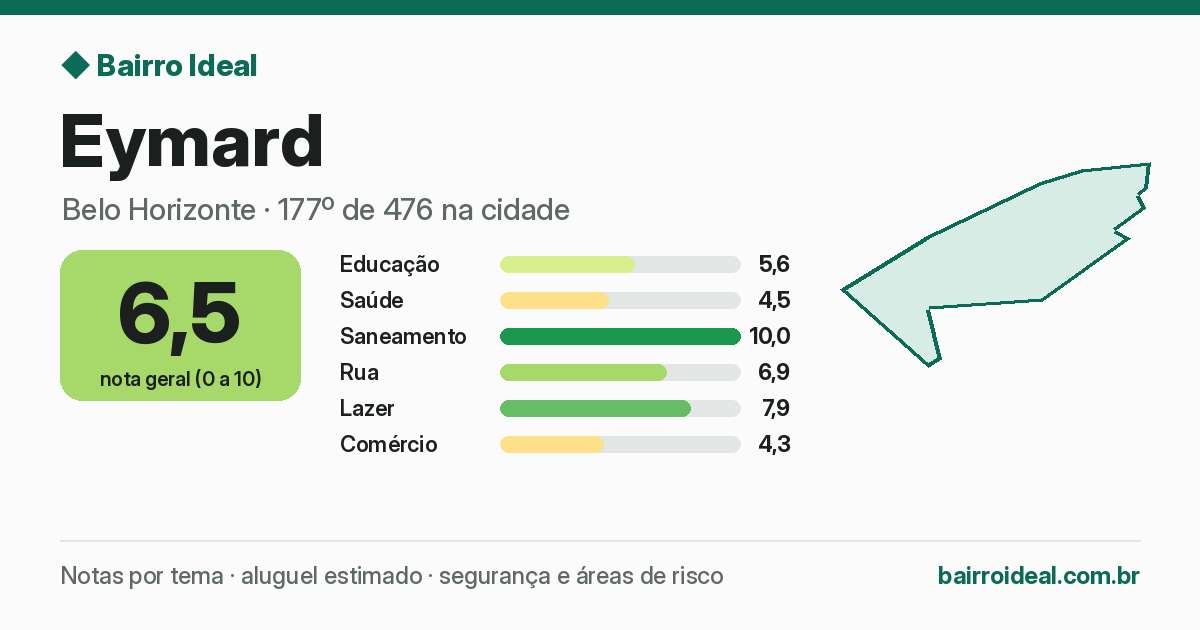 Bairro Ideal
Eymard
Belo Horizonte · 177º de 476 na cidade
6,5
nota geral (0 a 10)
Educação 5,6
Saúde 4,5
Saneamento 10,0
Rua 6,9
Lazer 7,9
Comércio 4,3
Notas por tema · aluguel estimado · segurança e áreas de risco
bairroideal.com.br